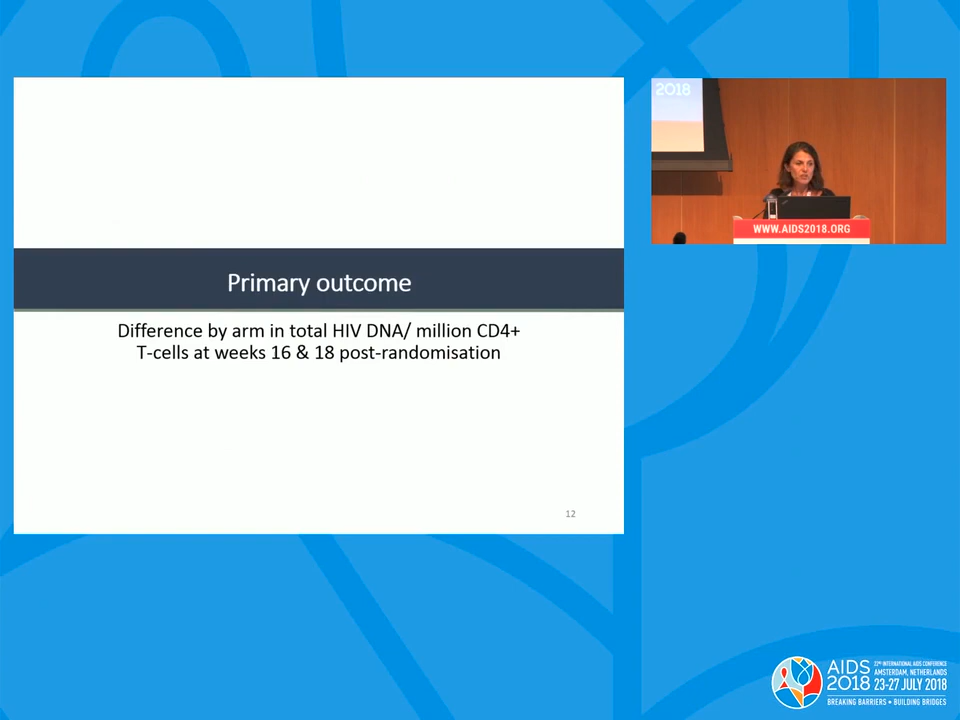 Primary outcome
Difference by arm in total HIV DNA/ million CD4+
T-cells at weeks 16 & 18 post-randomisation
12
2018
WWW.AIDS2018.ORG
AIDS
2018
22ND INTERNATIONAL AIDS CONFERENCE
AMSTERDAM, NETHERLANDS
23-27 JULY 2018
BREAKING BARRIERS • BUILDING BRIDGES